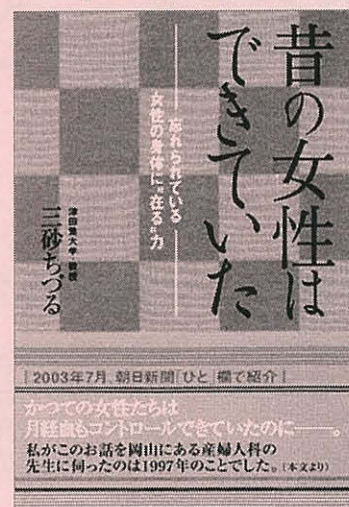 昔の女性は
できていた
忘れられている
女性の身体に“在る”力
津田塾大学・教授
三砂ちづる
2003年7月、朝日新聞「ひと」欄で紹介
かつての女性たちは
月経血もコントロールできていたのに――。
私がこのお話を岡山にある産婦人科の
先生に伺ったのは1997年のことでした。（本文より）